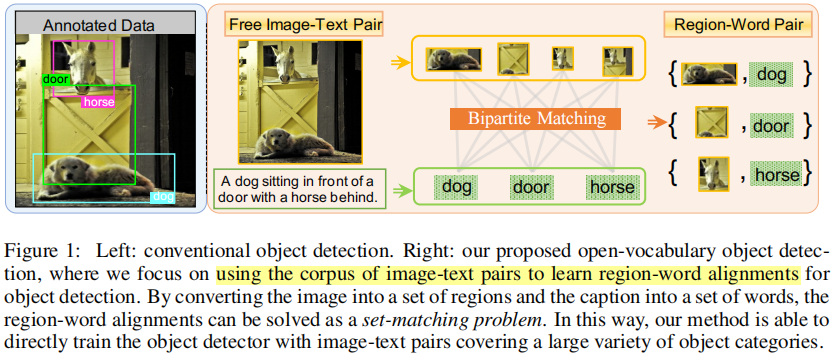 Annotated Data
door
horse
dog
Free Image-Text Pair
A dog sitting in front of a
door with a horse behind.
Bipartite Matching
dog
door
horse
Region-Word Pair
{ , dog}
{ , door}
{ , horse}
Figure 1: Left: conventional object detection. Right: our proposed open-vocabulary object detec-
tion, where we focus on using the corpus of image-text pairs to learn region-word alignments for
object detection. By converting the image into a set of regions and the caption into a set of words, the
region-word alignments can be solved as a set-matching problem. In this way, our method is able to
directly train the object detector with image-text pairs covering a large variety of object categories.